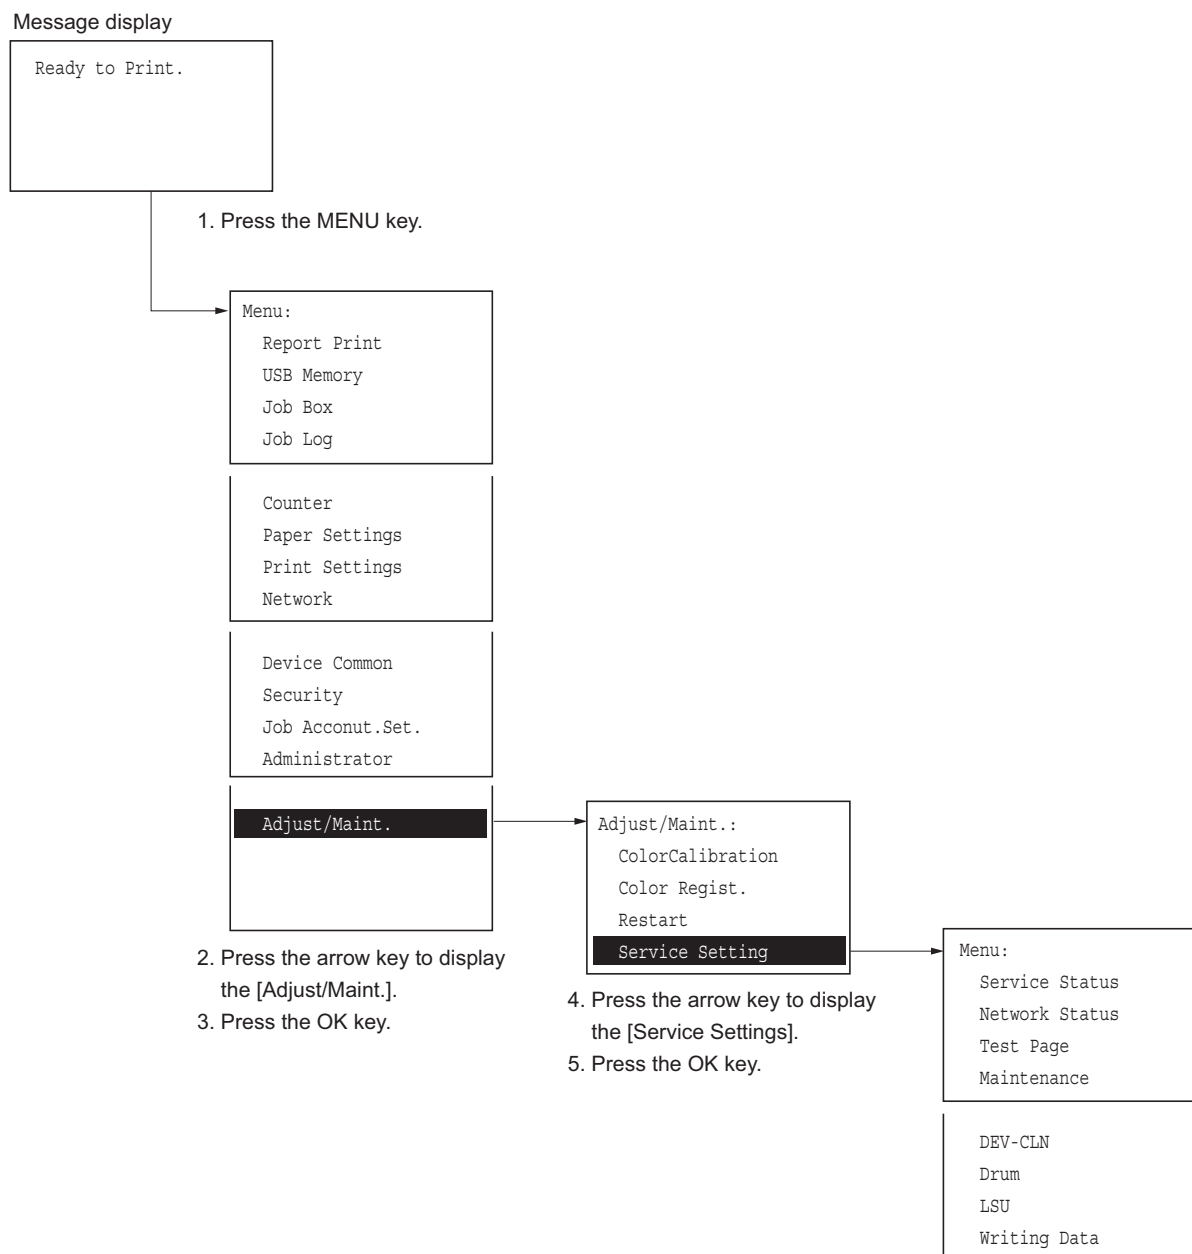 Message display
Ready to Print.
1. Press the MENU key.
Menu:
Report Print
USB Memory
Job Box
Job Log
Counter
Paper Settings
Print Settings
Network
Device Common
Security
Job Acconut.Set.
Administrator
Adjust/Maint.
2. Press the arrow key to display
the [Adjust/Maint.].
3. Press the OK key.
Adjust/Maint.:
ColorCalibration
Color Regist.
Restart
Service Setting
4. Press the arrow key to display
the [Service Settings].
5. Press the OK key.
Menu:
Service Status
Network Status
Test Page
Maintenance
DEV-CLN
Drum
LSU
Writing Data